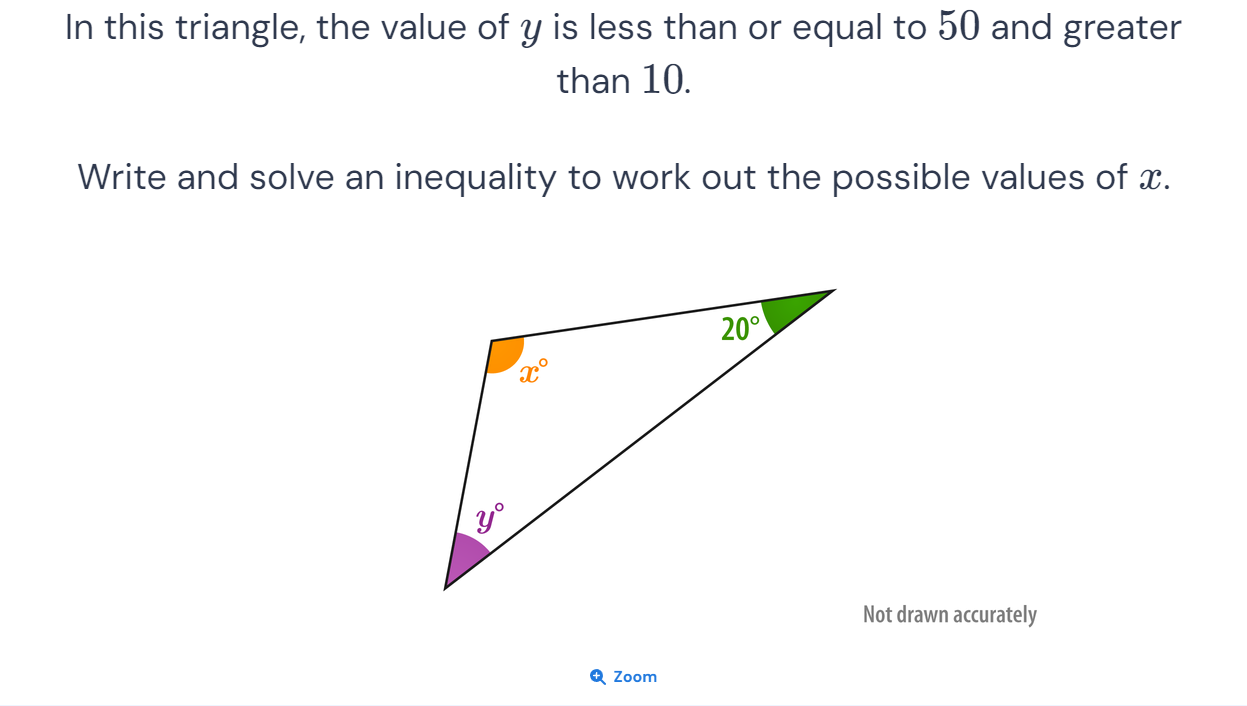 In this triangle, the value of y is less than or equal to 50 and greater
than 10.
Write and solve an inequality to work out the possible values of x.
20°
x°
y°
Not drawn accurately
Zoom